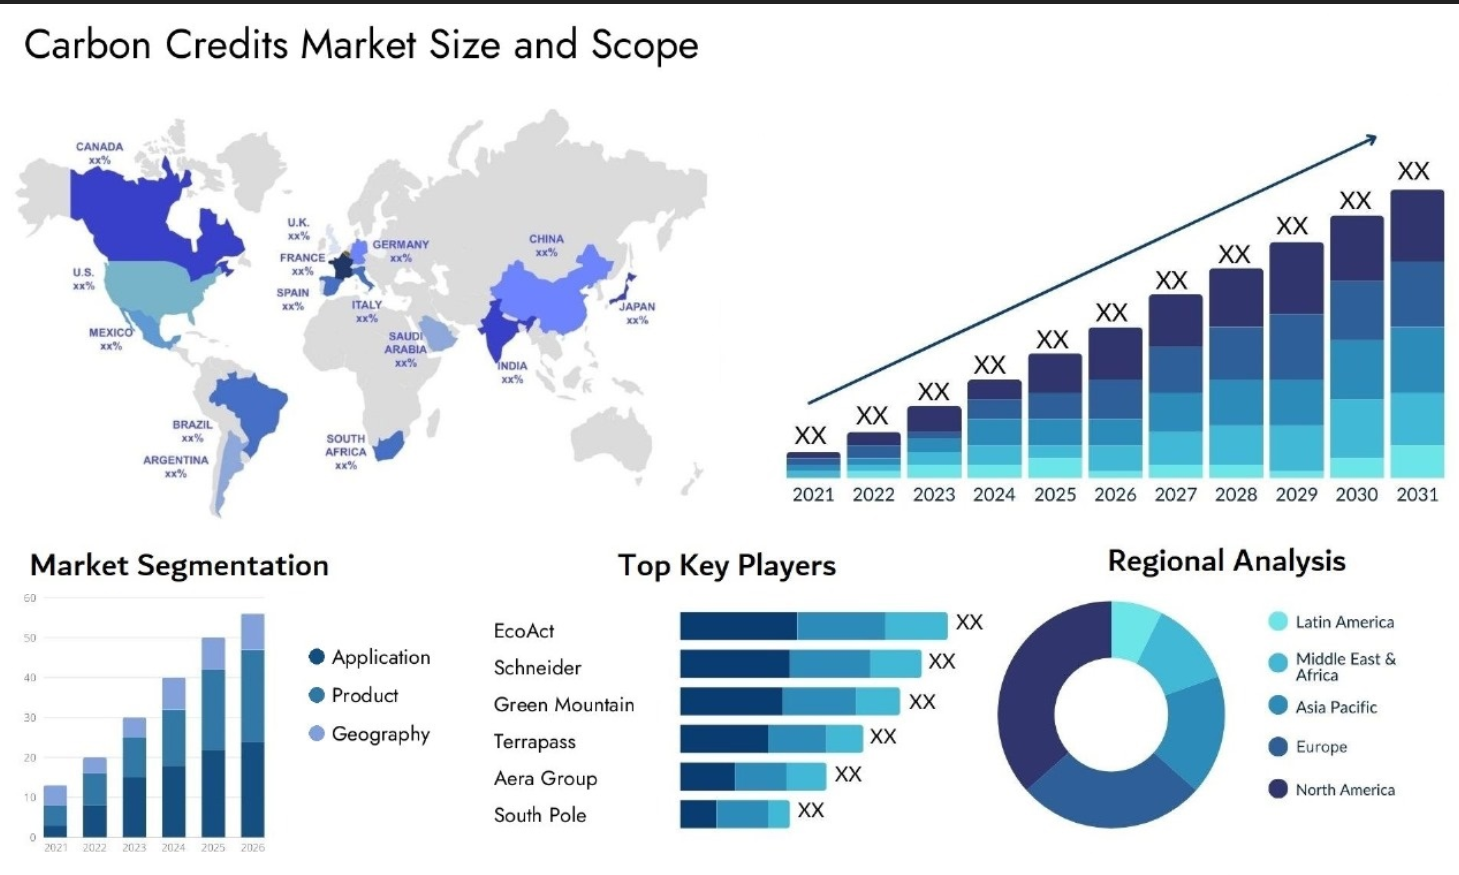 Carbon Credits Market Size and Scope
CANADA
xx%
U.S.
xx%
MEXICO
xx%
BRAZIL
xx%
ARGENTINA
xx%
U.K.
xx%
FRANCE
xx%
SPAIN
xx%
GERMANY
xx%
ITALY
xx%
SAUDI
ARABIA
xx%
SOUTH
AFRICA
xx%
CHINA
xx%
JAPAN
xx%
INDIA
xx%
XX
XX
XX
XX
XX
XX
XX
XX
XX
XX
XX
2021 2022 2023 2024 2025 2026 2027 2028 2029 2030 2031
Market Segmentation
60
50
40
30
20
10
0
2021 2022 2023 2024 2025 2026
Application
Product
Geography
Top Key Players
EcoAct XX
Schneider XX
Green Mountain XX
Terrapass XX
Aera Group XX
South Pole XX
Regional Analysis
Latin America
Middle East &
Africa
Asia Pacific
Europe
North America